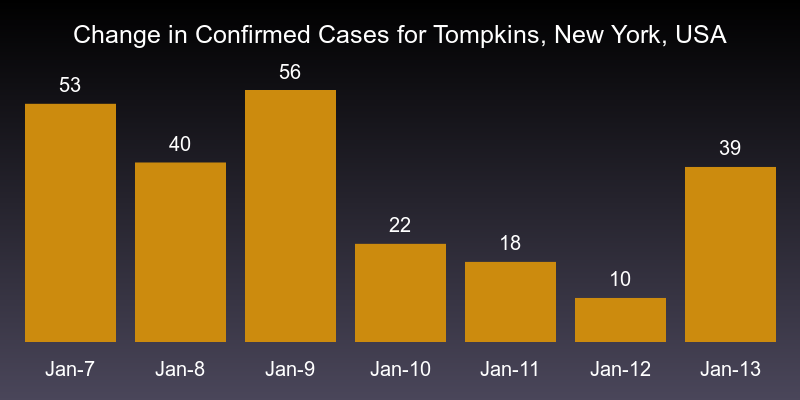 Change in Confirmed Cases for Tompkins, New York, USA
53
40
56
22
18
10
39
Jan-7
Jan-8
Jan-9
Jan-10
Jan-11
Jan-12
Jan-13